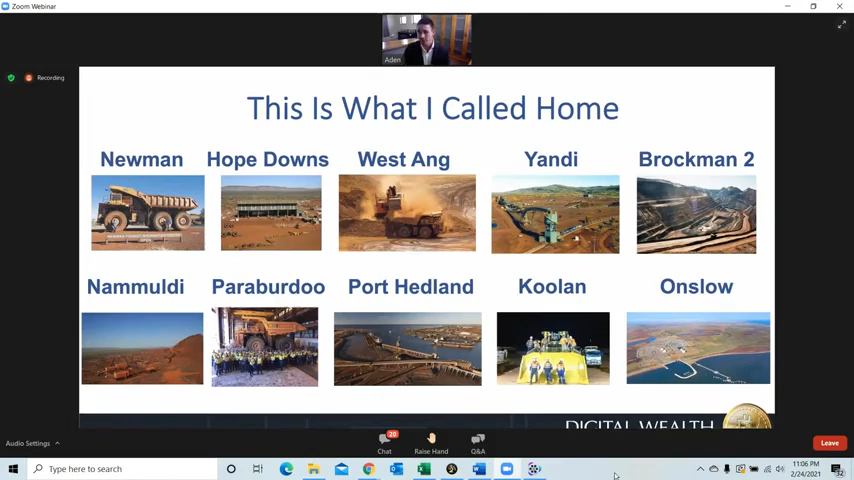 Zoom Webinar
Aden
Recording
This Is What I Called Home
Newman Hope Downs West Ang Yandi Brockman 2
Nammuldi Paraburdoo Port Hedland Koolan Onslow
DIGITAL WEALTH
Audio Settings
20
Chat
Raise Hand
Q&A
Leave
Type here to search
11:06 PM
2/24/2021
32